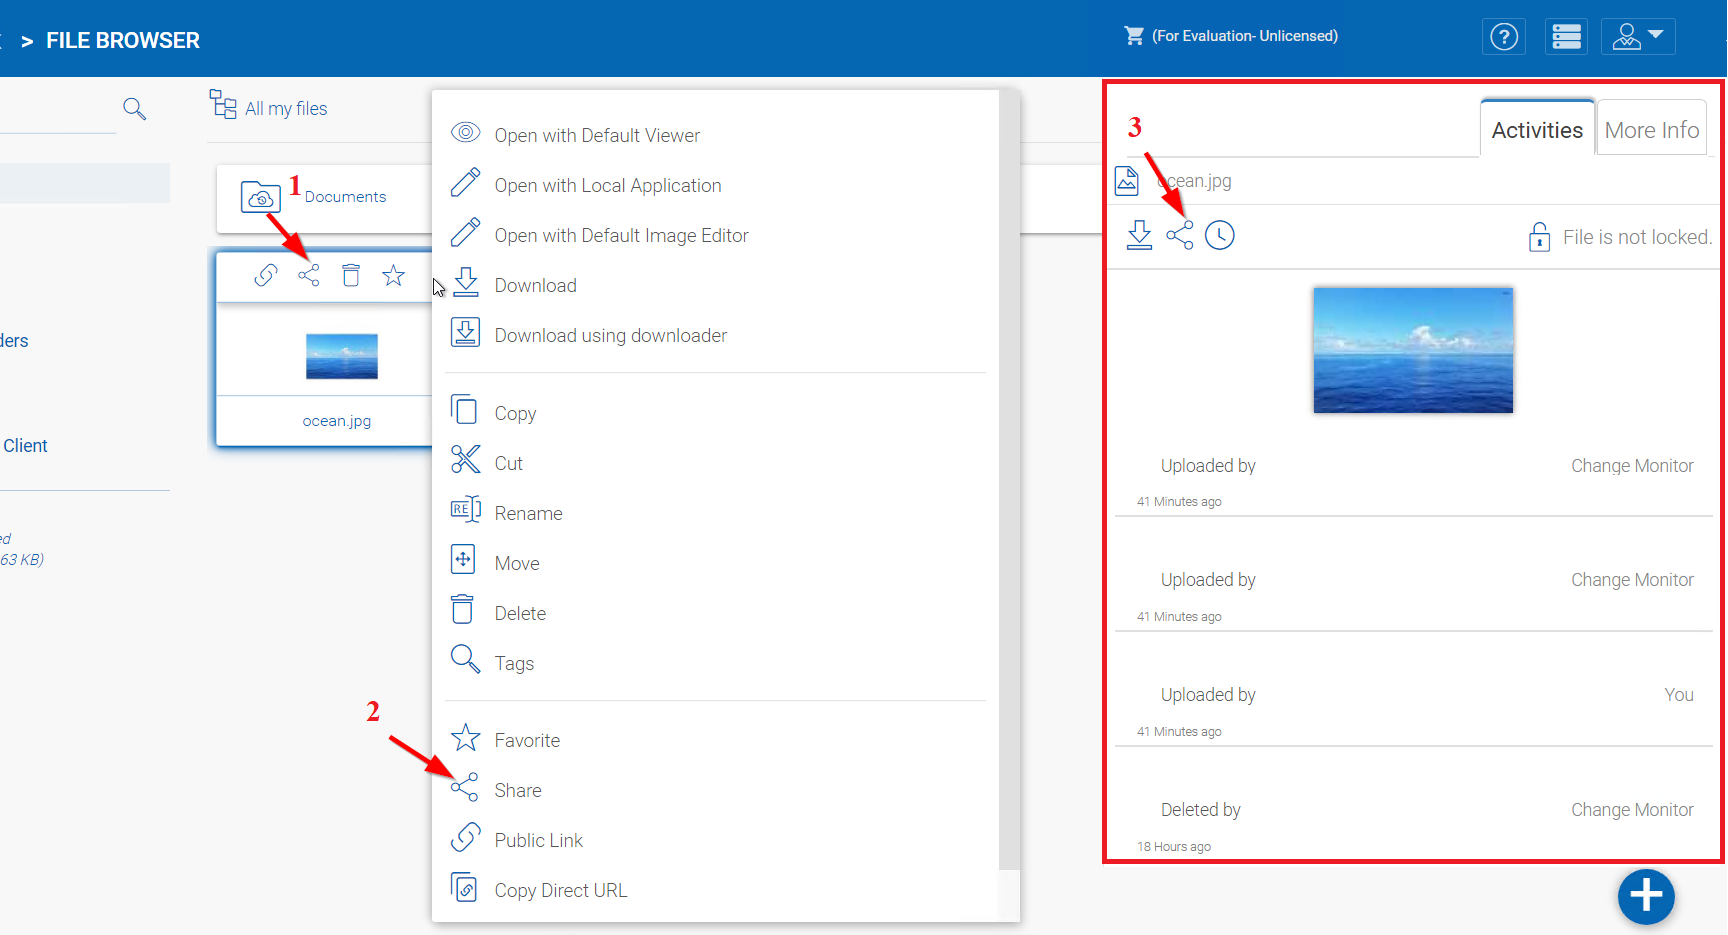 > FILE BROWSER
(For Evaluation- Unlicensed)
?
All my files
1
Documents
ocean.jpg
Client
63 KB)
Open with Default Viewer
Open with Local Application
Open with Default Image Editor
Download
Download using downloader
Copy
Cut
RE
Rename
Move
Delete
Tags
2
Favorite
Share
Public Link
Copy Direct URL
3
Activities
More Info
ocean.jpg
File is not locked.
Uploaded by
Change Monitor
41 Minutes ago
Uploaded by
Change Monitor
41 Minutes ago
Uploaded by
You
41 Minutes ago
Deleted by
Change Monitor
18 Hours ago